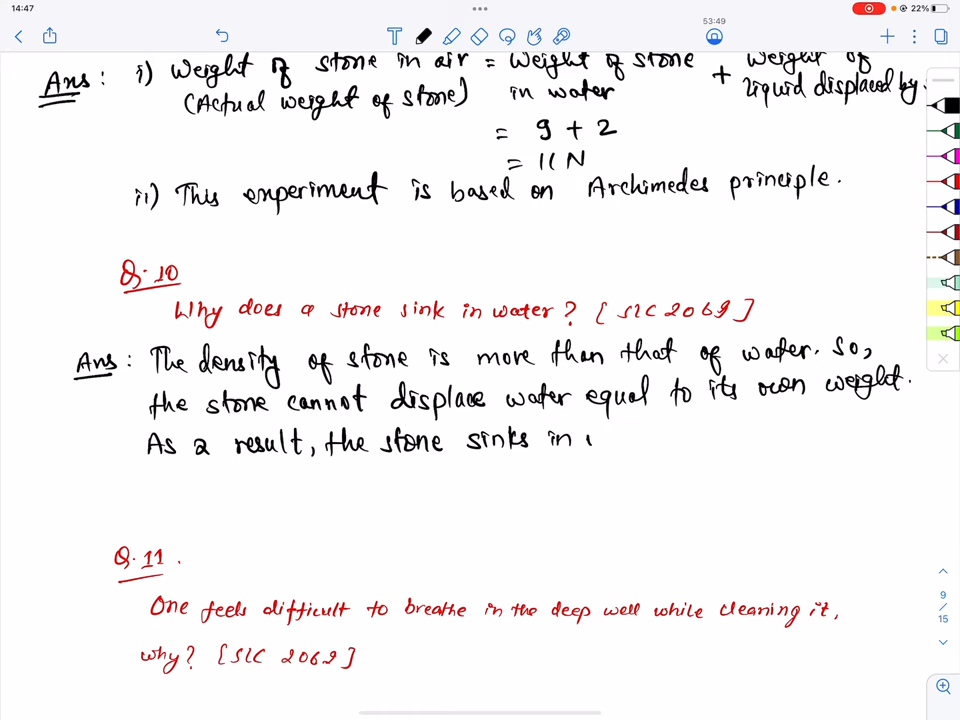 14:47
22%
53:49
Ans : i) Weight of stone in air = Weight of stone + Weight of
(Actual weight of stone) in water liquid displaced by
= 9 + 2
= 11 N
ii) This experiment is based on Archimedes principle.
Q.10
Why does a stone sink in water? [SLC 2069]
Ans : The density of stone is more than that of water. So,
the stone cannot displace water equal to its own weight.
As a result, the stone sinks in
Q.11.
One feels difficult to breathe in the deep well while cleaning it,
why? [SLC 2062]
9
/
15